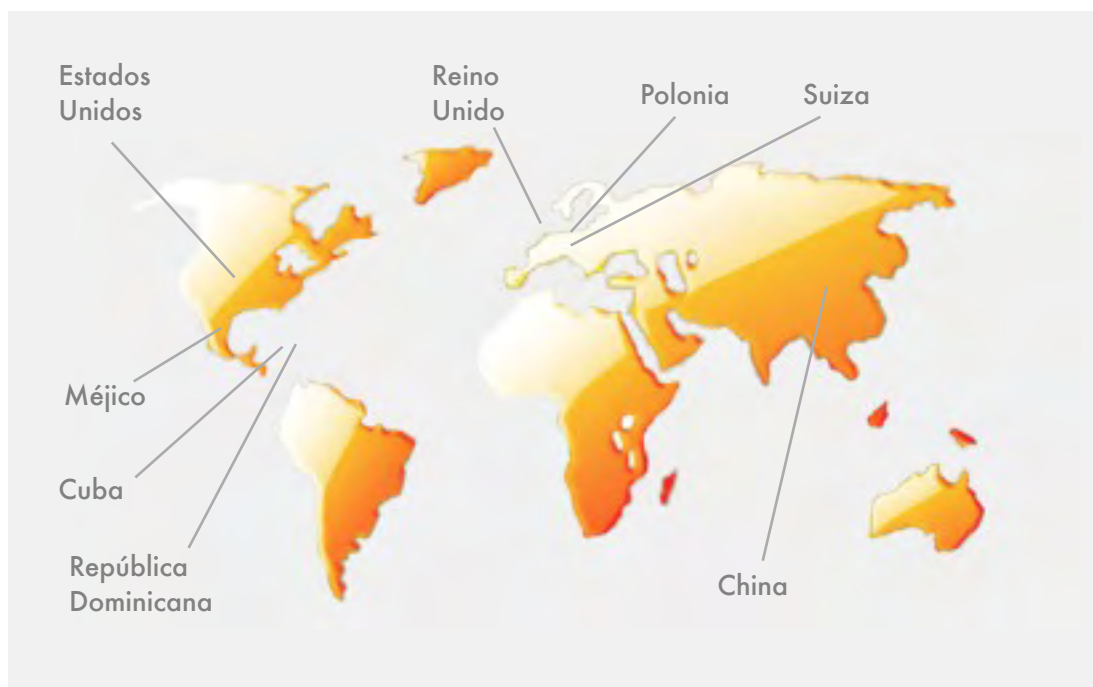 Estados
Unidos
Reino
Unido
Polonia
Suiza
Méjico
Cuba
República
Dominicana
China